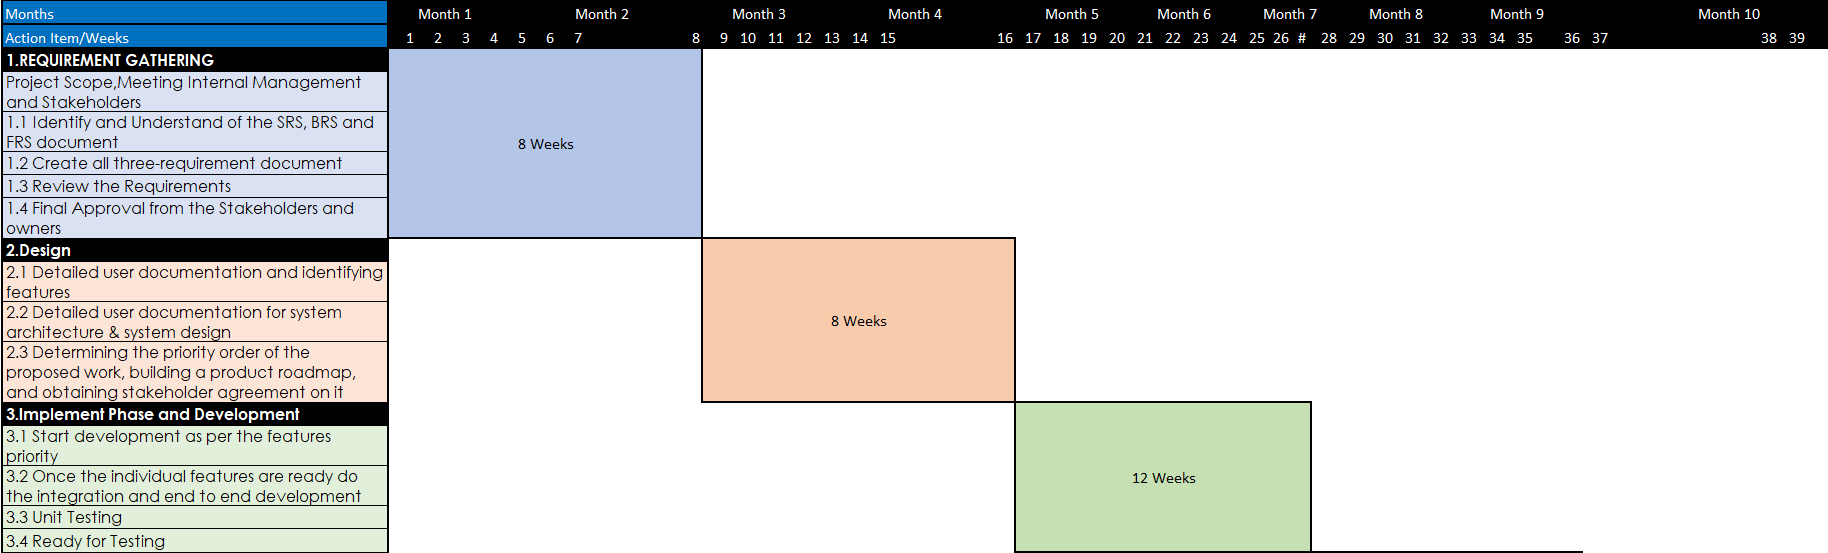 Months Month 1 Month 2 Month 3 Month 4 Month 5 Month 6 Month 7 Month 8 Month 9 Month 10
Action Item/Weeks 1 2 3 4 5 6 7 8 9 10 11 12 13 14 15 16 17 18 19 20 21 22 23 24 25 26 # 28 29 30 31 32 33 34 35 36 37 38 39
1.REQUIREMENT GATHERING
Project Scope,Meeting Internal Management
and Stakeholders
1.1 Identify and Understand of the SRS, BRS and
FRS document
8 Weeks
1.2 Create all three-requirement document
1.3 Review the Requirements
1.4 Final Approval from the Stakeholders and
owners
2.Design
2.1 Detailed user documentation and identifying
features
2.2 Detailed user documentation for system
architecture & system design
8 Weeks
2.3 Determining the priority order of the
proposed work, building a product roadmap,
and obtaining stakeholder agreement on it
3.Implement Phase and Development
3.1 Start development as per the features
priority
3.2 Once the individual features are ready do
the integration and end to end development
12 Weeks
3.3 Unit Testing
3.4 Ready for Testing